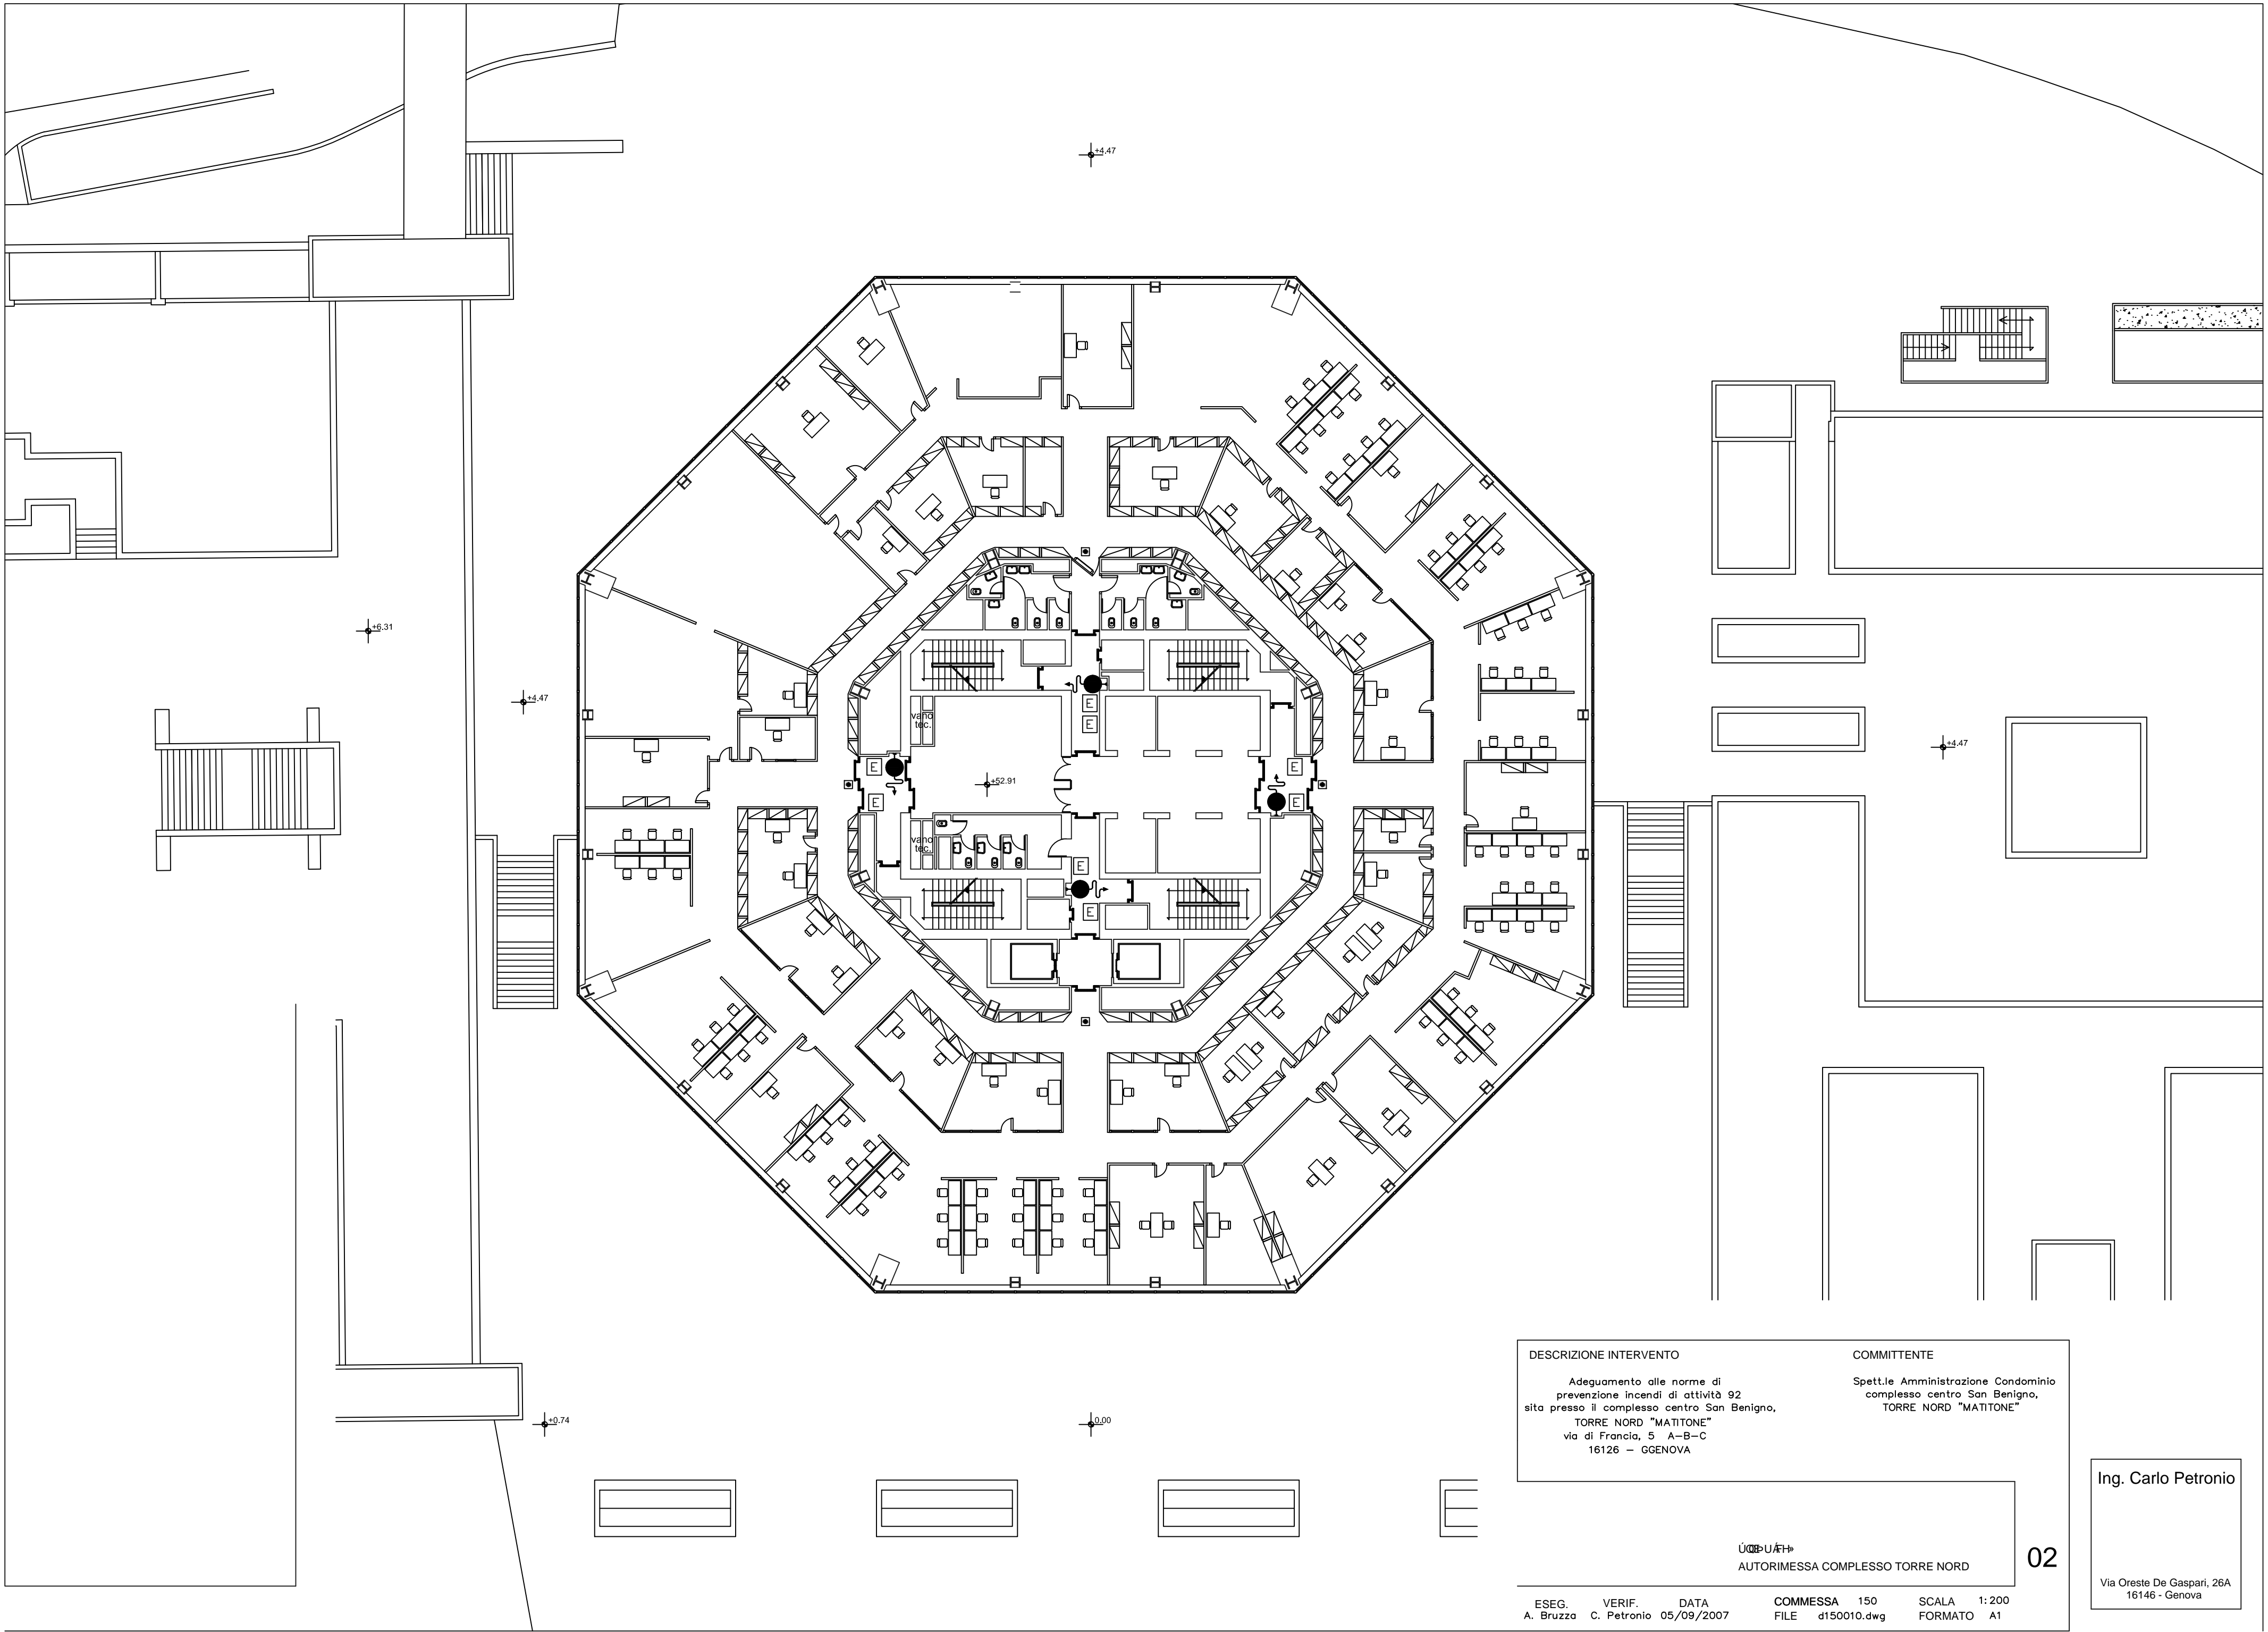 +4.47
+6.31
+4.47
+4.47
vano
tec.
E
E
E
E
E
E
+52.91
vano
tec.
E
E
+0.74
0.00
DESCRIZIONE INTERVENTO
Adeguamento alle norme di
prevenzione incendi di attività 92
sita presso il complesso centro San Benigno,
TORRE NORD "MATITONE"
via di Francia, 5 A-B-C
16126 - GGENOVA
COMMITTENTE
Spett.le Amministrazione Condominio
complesso centro San Benigno,
TORRE NORD "MATITONE"
AUTORIMESSA COMPLESSO TORRE NORD
02
ESEG. VERIF. DATA COMMESSA 150 SCALA 1:200
A. Bruzza C. Petronio 05/09/2007 FILE d150010.dwg FORMATO A1
Ing. Carlo Petronio
Via Oreste De Gaspari, 26A
16146 - Genova